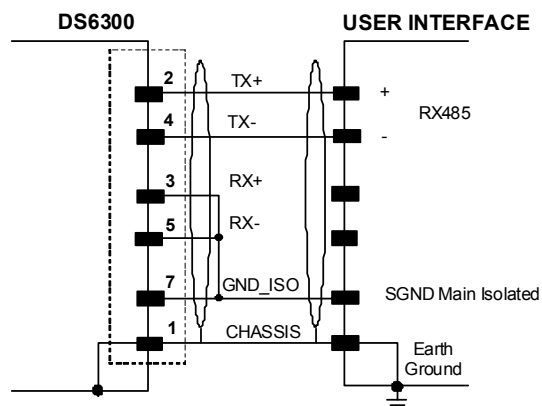 DS6300
USER INTERFACE
2 TX+ +
RX485
4 TX- -
3 RX+
5 RX-
7 GND_ISO SGND Main Isolated
1 CHASSIS
Earth
Ground